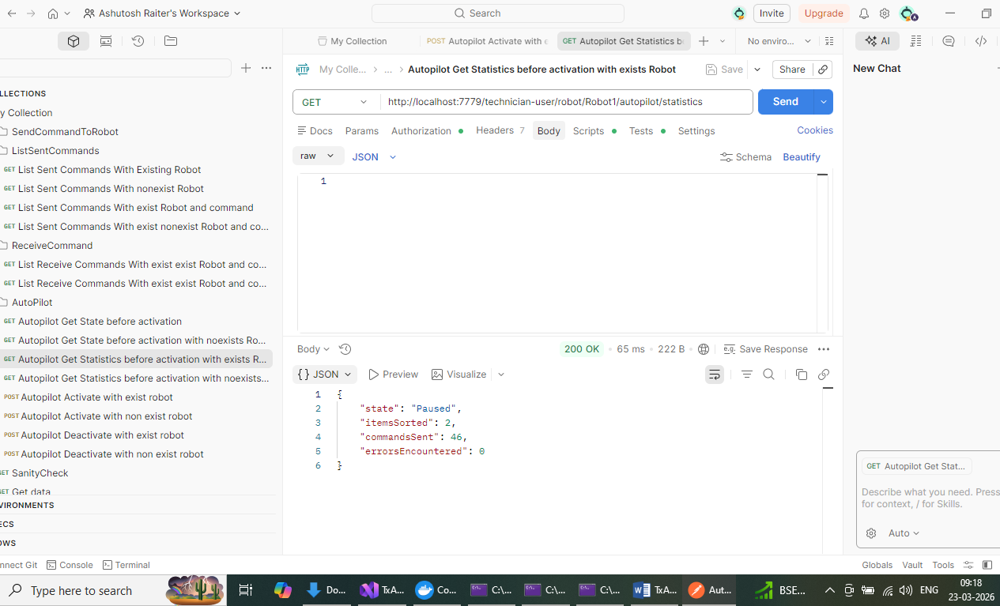 Ashutosh Raiter's Workspace
Search
Invite
Upgrade
My Collection
POST Autopilot Activate with e
GET Autopilot Get Statistics be
No enviro...
AI
HTTP My Colle... > ... > Autopilot Get Statistics before activation with exists Robot
Save
Share
New Chat
GET
http://localhost:7779/technician-user/robot/Robot1/autopilot/statistics
Send
Docs Params Authorization Headers 7 Body Scripts Tests Settings
Cookies
raw
JSON
Schema
Beautify
1
LLECTIONS
y Collection
SendCommandToRobot
ListSentCommands
GET List Sent Commands With Existing Robot
GET List Sent Commands With nonexist Robot
GET List Sent Commands With exist Robot and command
GET List Sent Commands With exist nonexist Robot and co...
ReceiveCommand
GET List Receive Commands With exist exist Robot and co...
GET List Receive Commands With exist exist Robot and co...
AutoPilot
GET Autopilot Get State before activation
GET Autopilot Get State before activation with noexists Ro...
GET Autopilot Get Statistics before activation with exists R...
GET Autopilot Get Statistics before activation with noexists...
POST Autopilot Activate with exist robot
POST Autopilot Activate with non exist robot
POST Autopilot Deactivate with exist robot
POST Autopilot Deactivate with non exist robot
GET SanityCheck
GET Get data
VIRONMENTS
ECS
OWS
Body
200 OK • 65 ms • 222 B
e.g. Save Response
{} JSON
Preview
Visualize
1 {
2 "state": "Paused",
3 "itemsSorted": 2,
4 "commandsSent": 46,
5 "errorsEncountered": 0
6 }
GET Autopilot Get Stat...
Describe what you need. Press
for context, / for Skills.
Auto
nnect Git Console Terminal
Globals Vault Tools
Type here to search
Do...
TxA...
Co...
C:\...
C:\...
C:\...
TxA...
Aut...
BSE...
ENG
09:18
23-03-2026